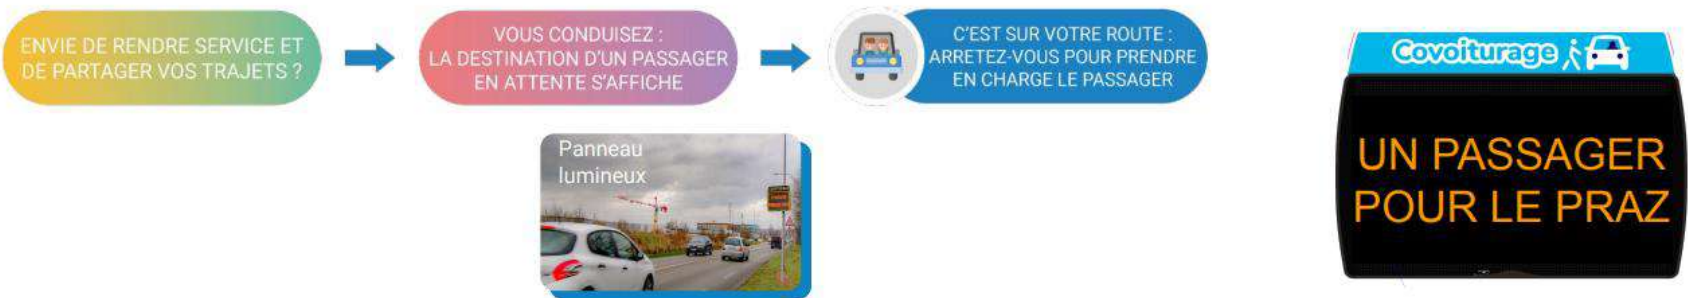 ENVIE DE RENDRE SERVICE ET
DE PARTAGER VOS TRAJETS ?
VOUS CONDUISEZ :
LA DESTINATION D'UN PASSAGER
EN ATTENTE S'AFFICHE
C'EST SUR VOTRE ROUTE :
ARRETEZ-VOUS POUR PRENDRE
EN CHARGE LE PASSAGER
Panneau
lumineux
Covoiturage
UN PASSAGER
POUR LE PRAZ